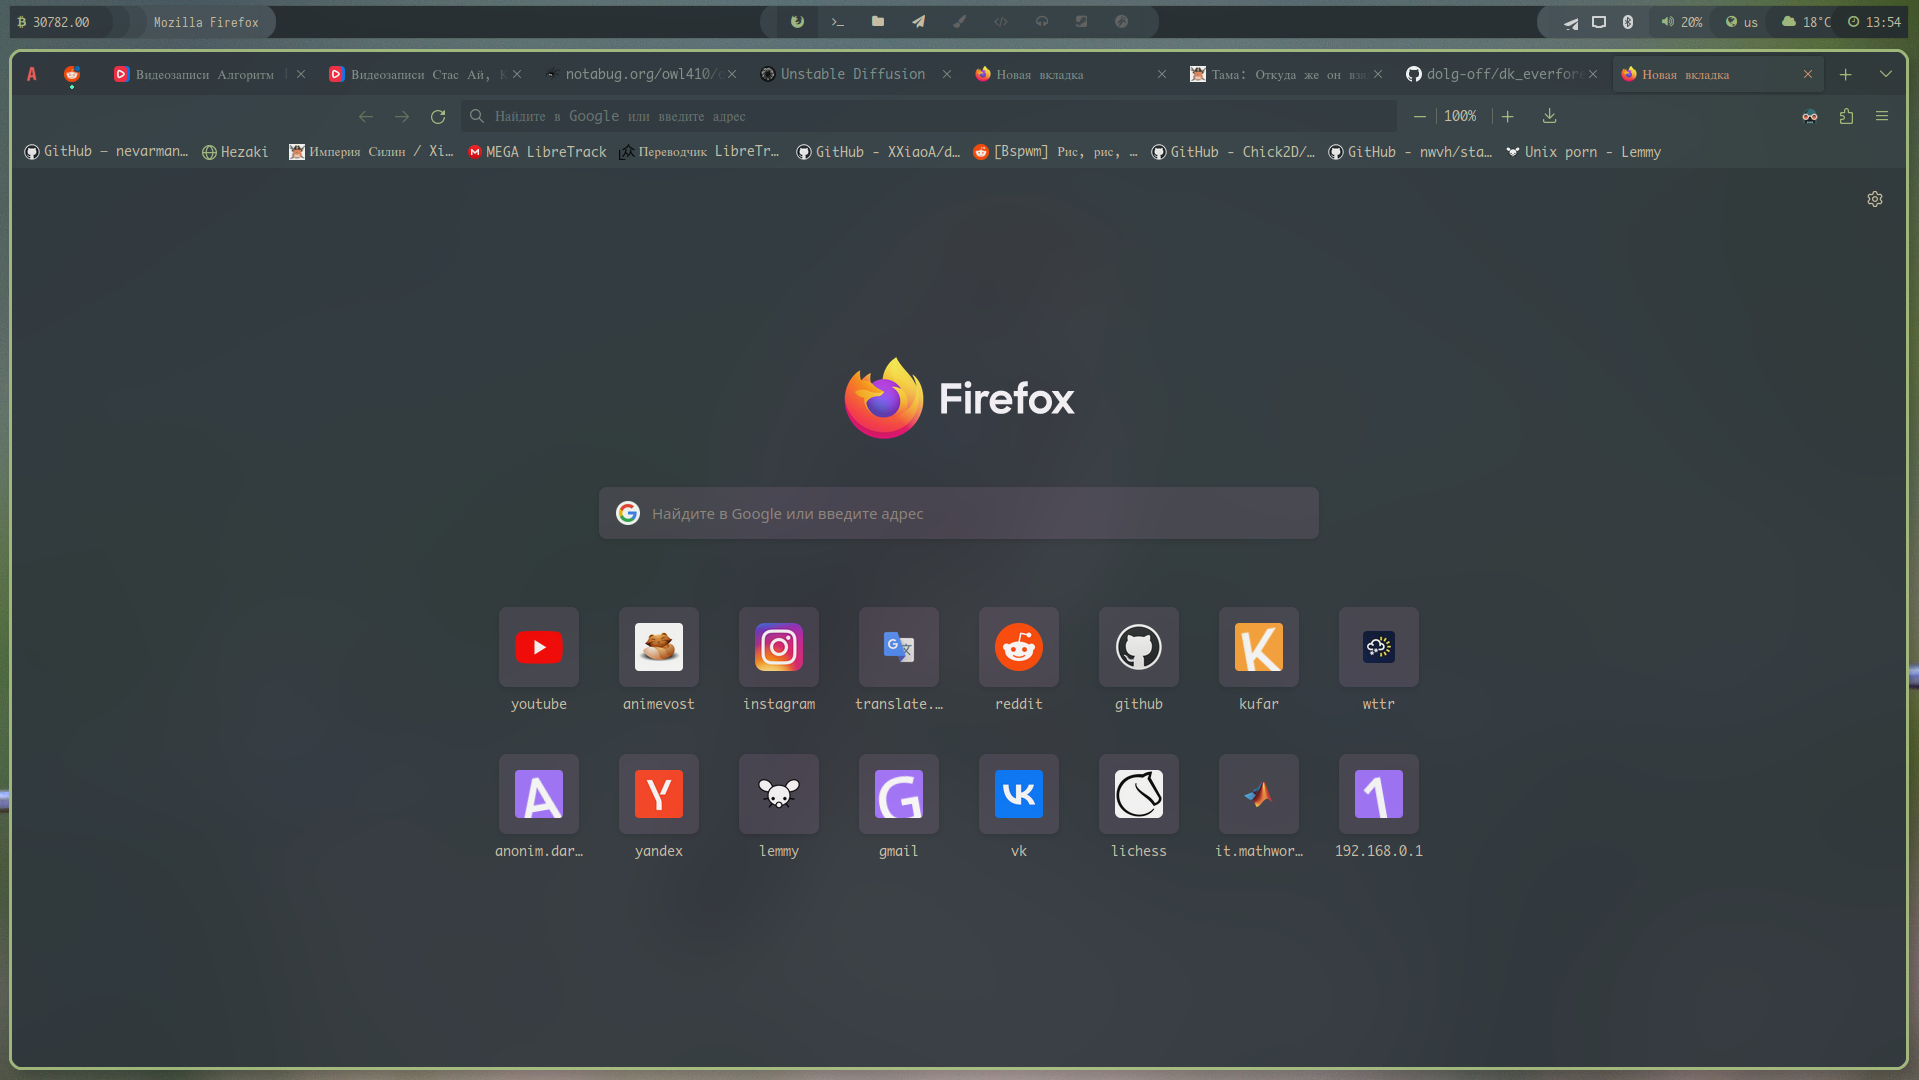 30782.00 Mozilla Firefox 20% us 18°C 13:54
Видеозаписи Алгоритм Видеозаписи Стас Ай, К notabug.org/owl410/ Unstable Diffusion Новая вкладка Тама: Откуда же он взя dolg-off/dk_everfore Новая вкладка
Найдите в Google или введите адрес 100%
GitHub – nevarman... Hezaki Империя Силин / Xi... MEGA LibreTrack Переводчик LibreTr... GitHub - XXiaoA/d... [Bspwm] Рис, рис, ... GitHub - Chick2D/... GitHub - nwvh/sta... Unix porn - Lemmy
Firefox
Найдите в Google или введите адрес
youtube animevost instagram translate.... reddit github kufar wttr
anonim.dar... yandex lemmy gmail vk lichess it.mathwor... 192.168.0.1